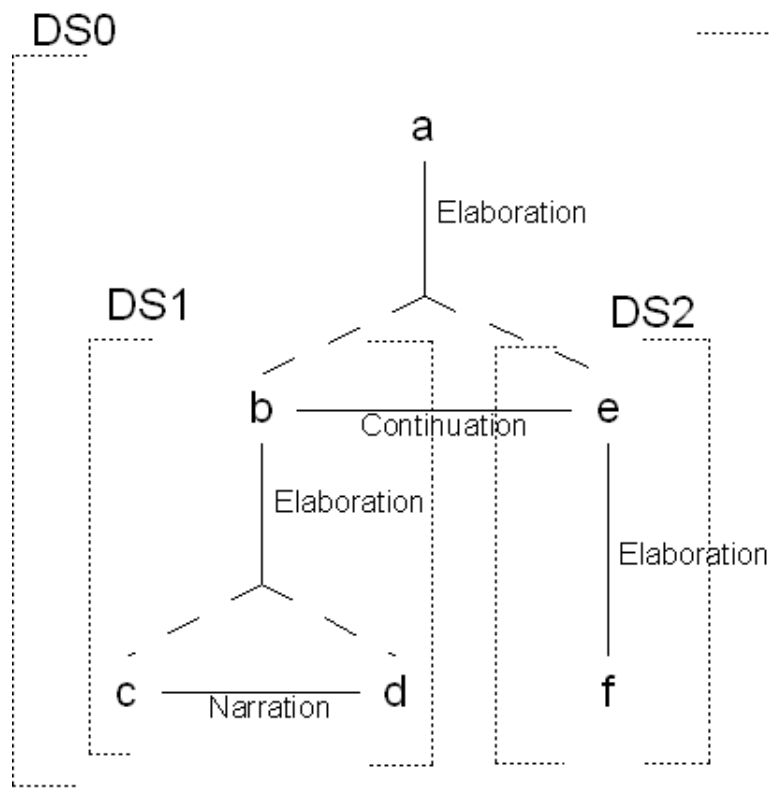 DS0
a
Elaboration
DS1
DS2
b
e
Continuation
Elaboration
Elaboration
c
d
f
Narration